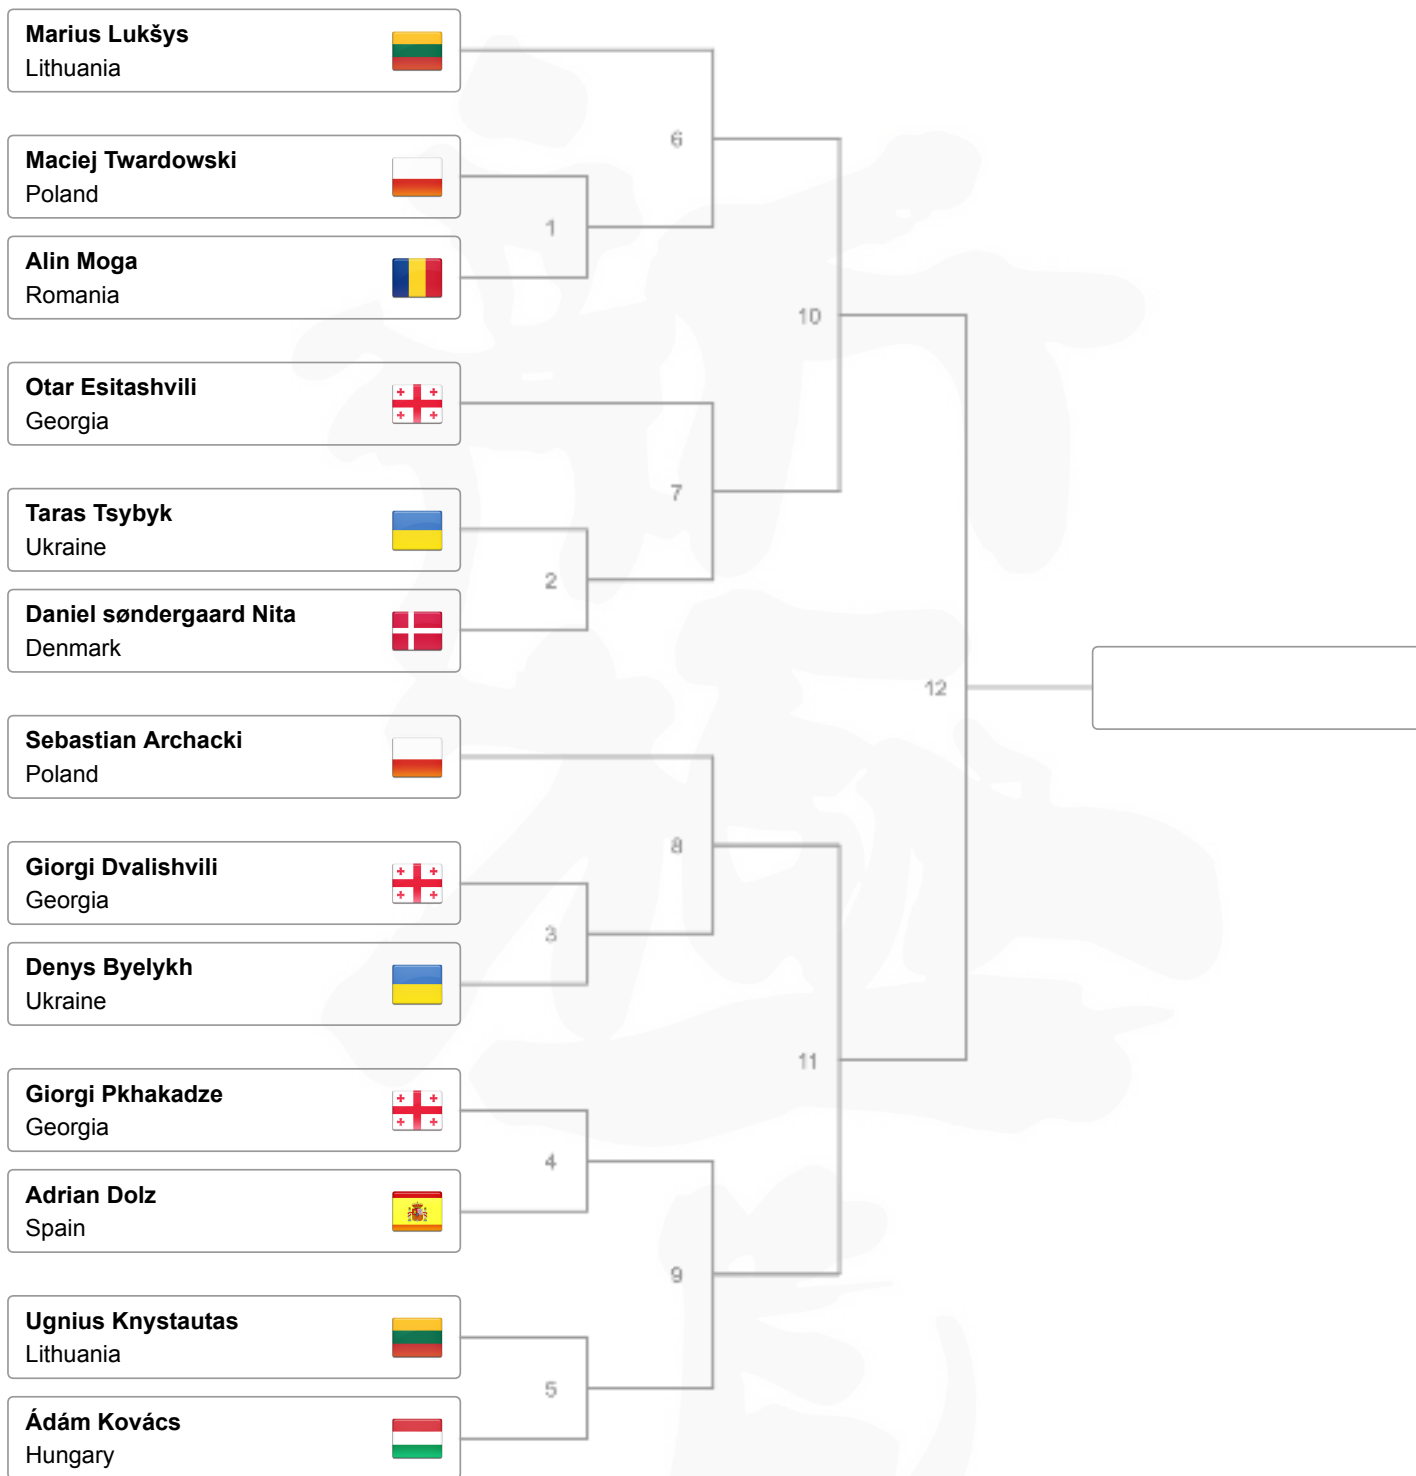 Marius Lukšys
Lithuania
6
Maciej Twardowski
Poland
1
Alin Moga
Romania
10
Otar Esitashvili
Georgia
7
Taras Tsybyk
Ukraine
2
Daniel søndergaard Nita
Denmark
12
Sebastian Archacki
Poland
8
Giorgi Dvalishvili
Georgia
3
Denys Byelykh
Ukraine
11
Giorgi Pkhakadze
Georgia
4
Adrian Dolz
Spain
9
Ugnius Knystautas
Lithuania
5
Ádám Kovács
Hungary